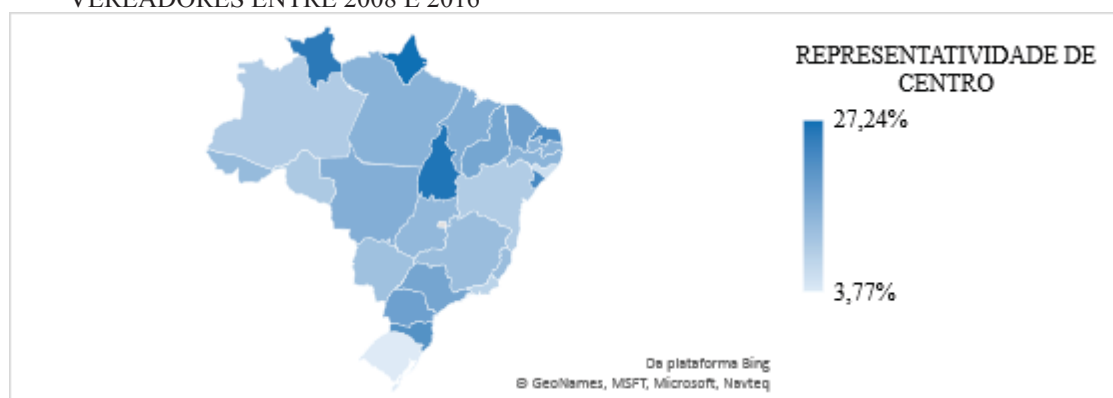 VEREADORES ENTRE 2008 E 2016
REPRESENTATIVIDADE DE
CENTRO
27,24%
3,77%
Da plataforma Bing
© GeoNames, MSFT, Microsoft, Navteq